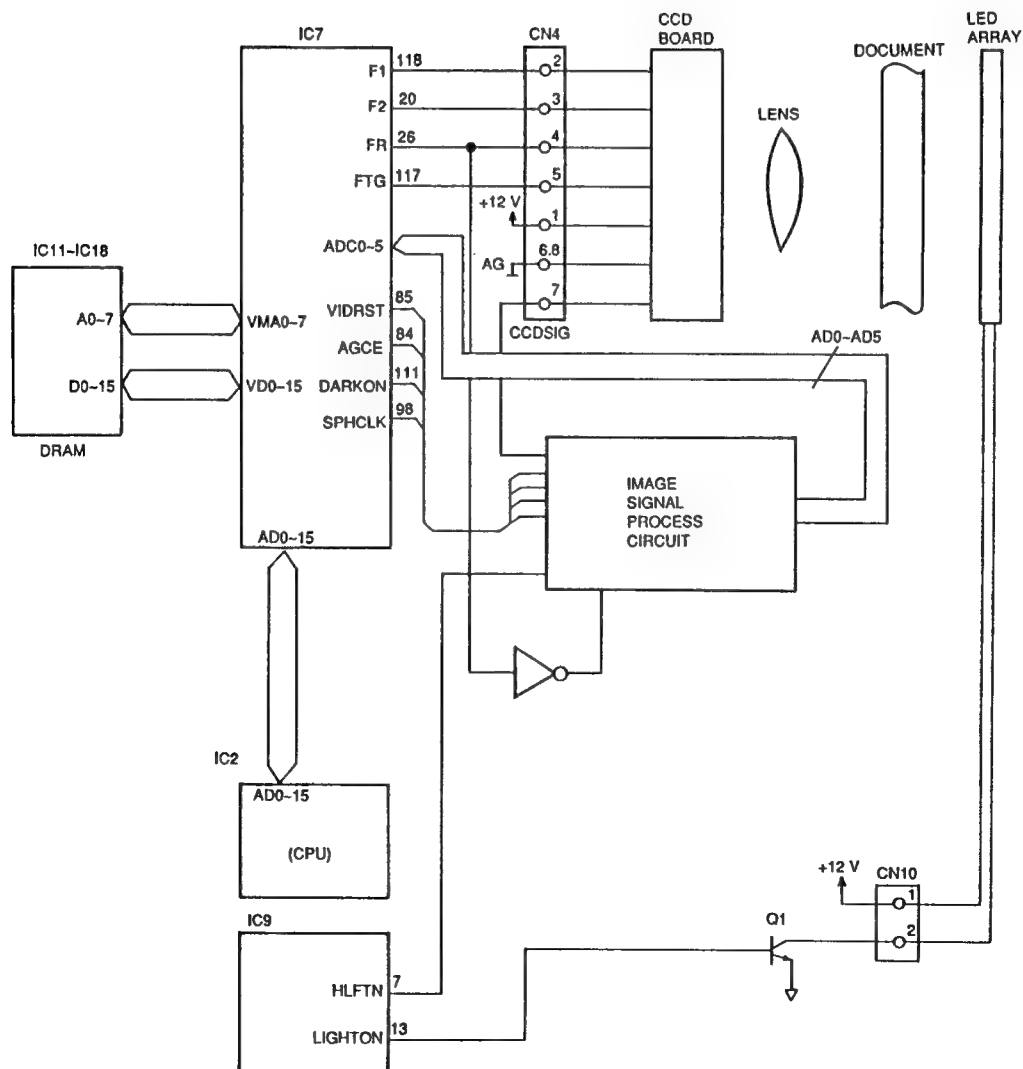 IC7
CN4
CCD
BOARD
LED
ARRAY
DOCUMENT
LENS
F1 118 2
F2 20 3
FR 26 4
FTG 117 5
+12 V 1
ADC0~5
AG 6.8
7
CCDSIG
IC11~IC18
A0~7
VMA0~7
D0~15
VD0~15
DRAM
VIDRST 85
AGCE 84
DARKON 111
SPHCLK 98
AD0~AD5
IMAGE
SIGNAL
PROCESS
CIRCUIT
AD0~15
IC2
AD0~15
(CPU)
IC9
HLFTN 7
LIGHTON 13
Q1
+12 V
CN10
1
2